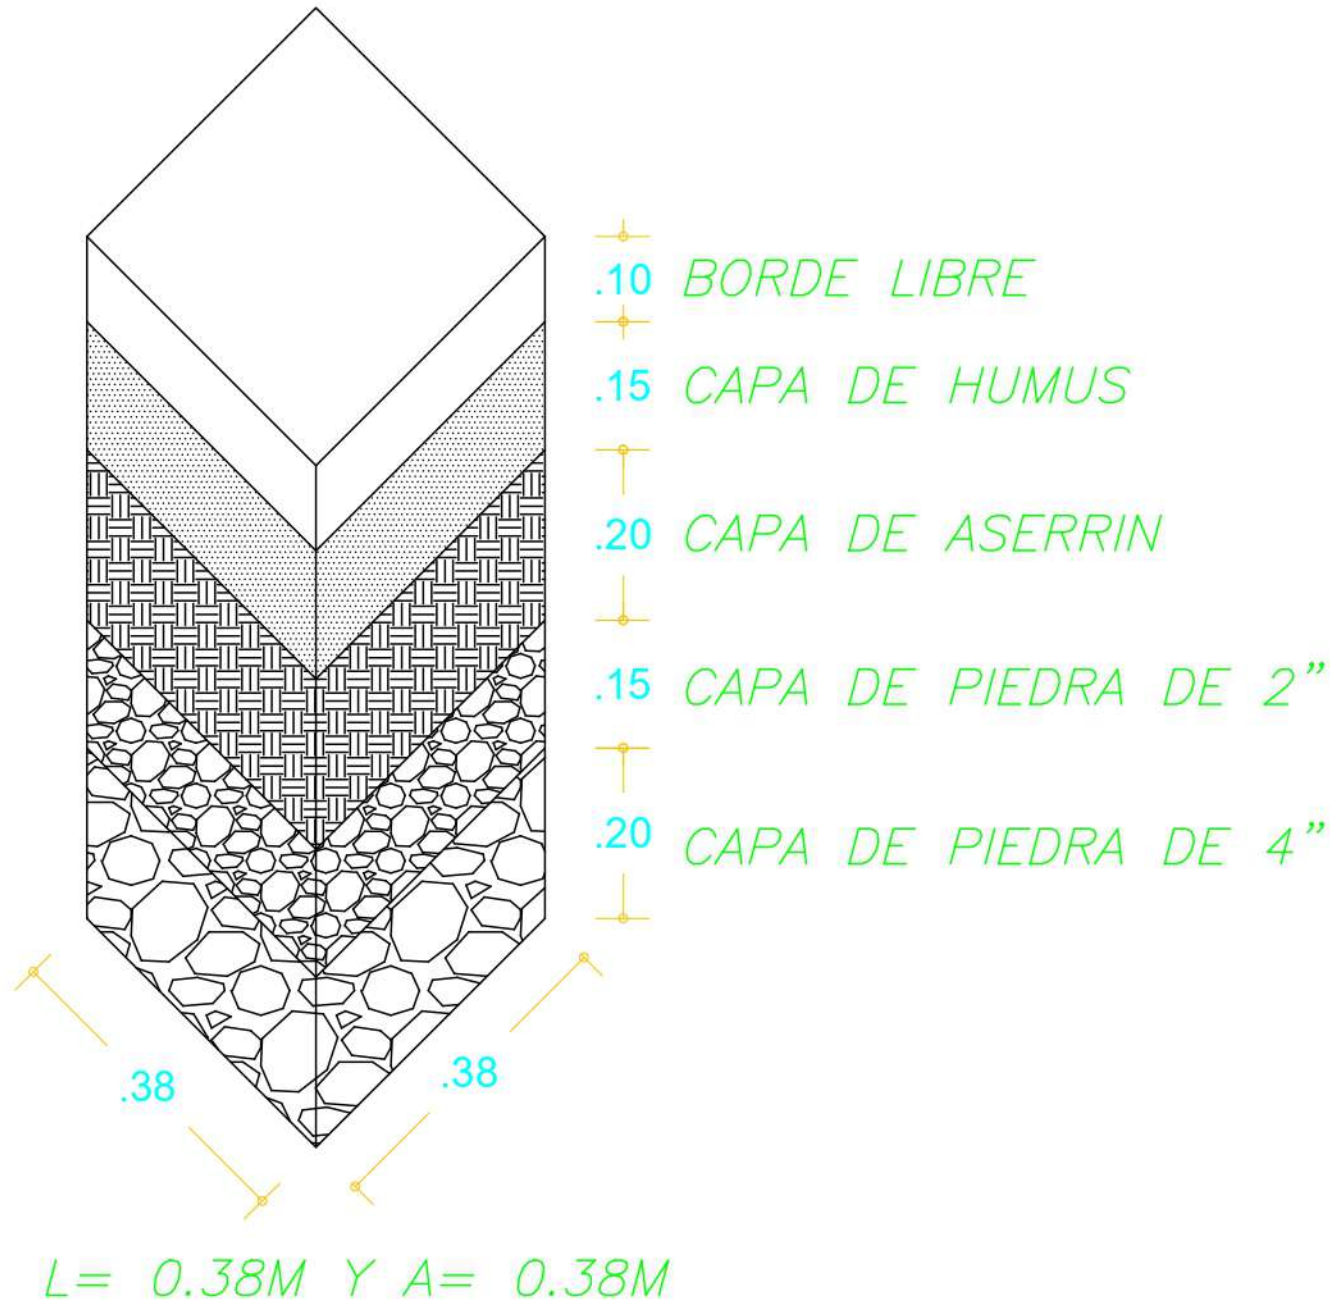 .10 BORDE LIBRE
.15 CAPA DE HUMUS
.20 CAPA DE ASERRIN
.15 CAPA DE PIEDRA DE 2”
.20 CAPA DE PIEDRA DE 4”
.38 .38
L= 0.38M Y A= 0.38M